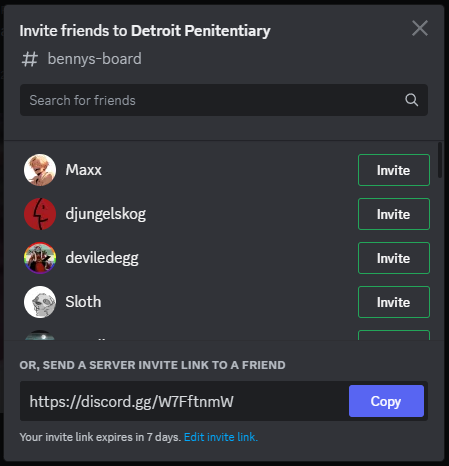 Invite friends to Detroit Penitentiary
# bennys-board
Search for friends
Maxx
Invite
djungelskog
Invite
deviledegg
Invite
Sloth
Invite
OR, SEND A SERVER INVITE LINK TO A FRIEND
https://discord.gg/W7FftnmW
Copy
Your invite link expires in 7 days. Edit invite link.